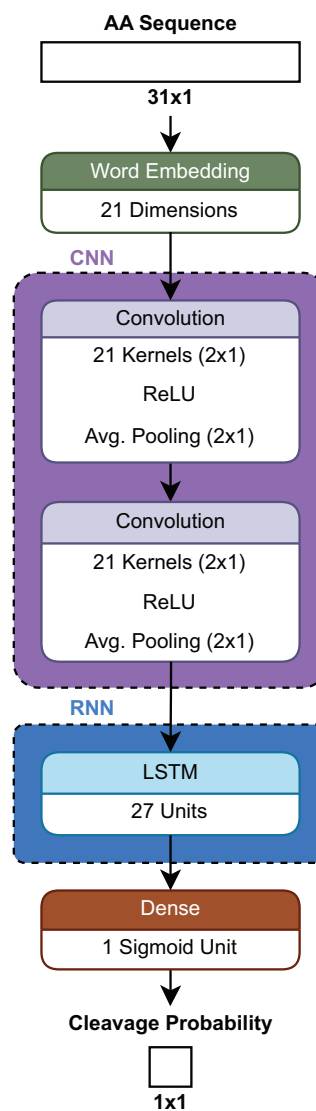 AA Sequence
31x1
Word Embedding
21 Dimensions
CNN
Convolution
21 Kernels (2x1)
ReLU
Avg. Pooling (2x1)
Convolution
21 Kernels (2x1)
ReLU
Avg. Pooling (2x1)
RNN
LSTM
27 Units
Dense
1 Sigmoid Unit
Cleavage Probability
1x1